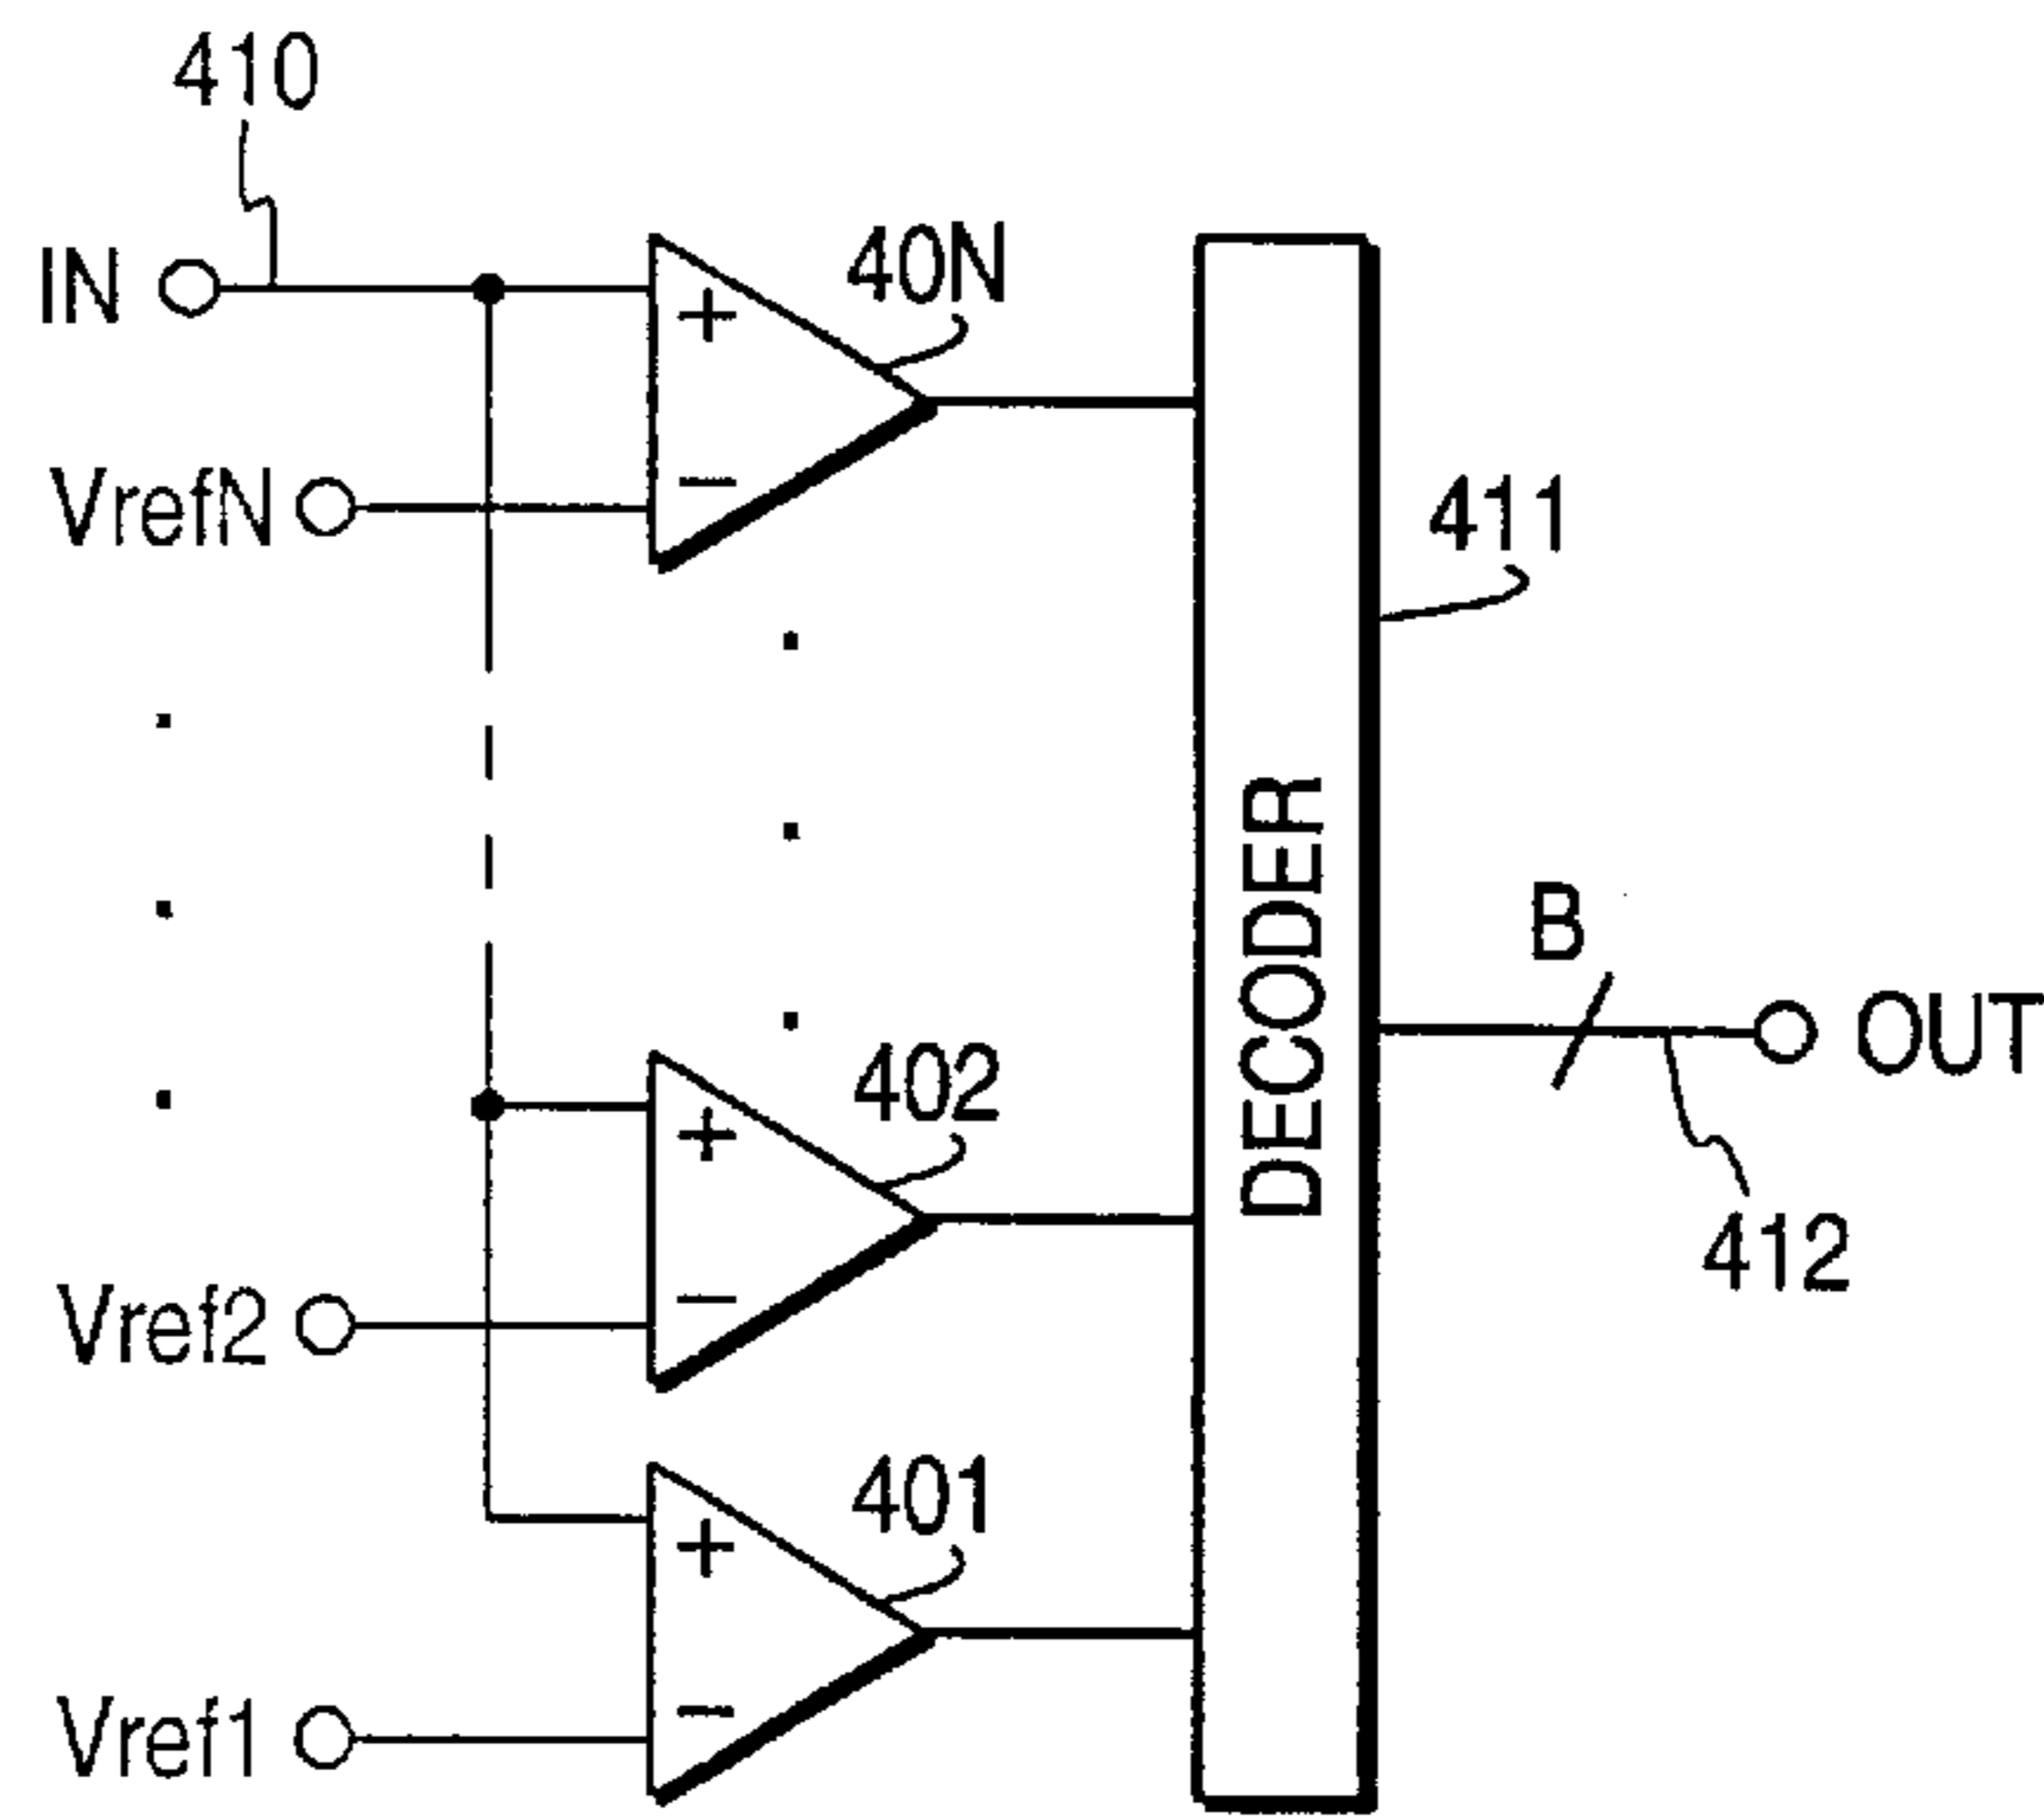 410
IN
40N
+
VrefN
−
411
DECODER
B
OUT
402
+
412
Vref2
−
401
+
Vref1
−